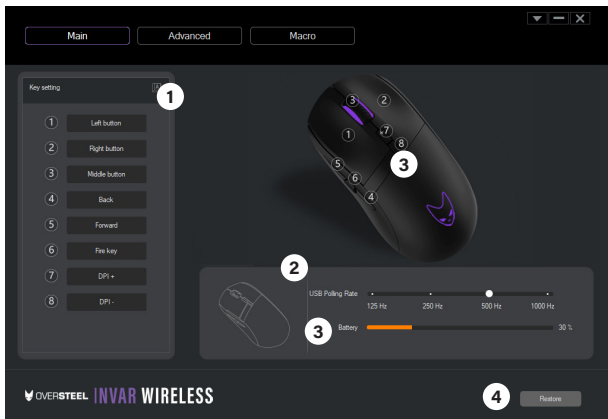 Main
Advanced
Macro
Key setting
1
1 Left button
2 Right button
3 Middle button
4 Back
5 Forward
6 Fire key
7 DPI +
8 DPI -
3
2
1
7
8
3
5
6
4
2
USB Polling Rate
125 Hz
250 Hz
500 Hz
1000 Hz
3
Battery
30 %
OVERSTEEL INVAR WIRELESS
4
Restore